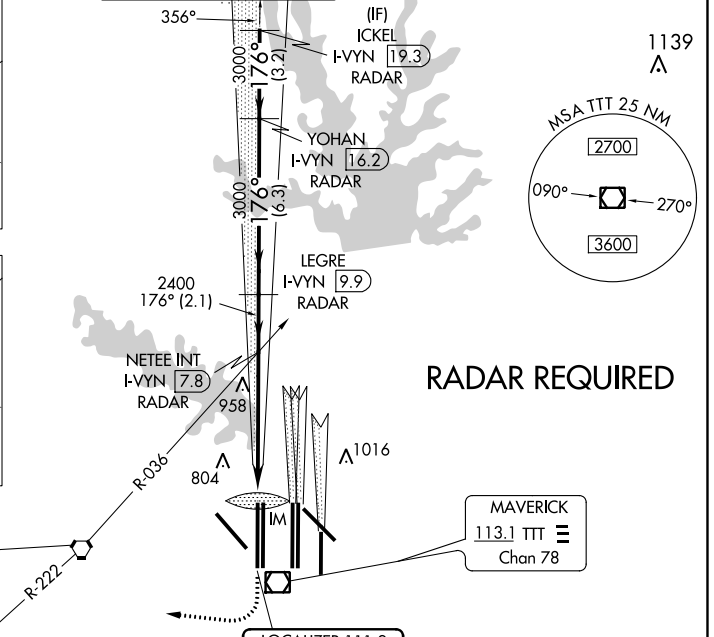 356°
(IF)
ICKEL
I-VYN 19.3
RADAR
3000
176°
(3.2)
1139
MSA TTT 25 NM
2700
090°
270°
3600
YOHAN
I-VYN 16.2
RADAR
3000
176°
(6.3)
LEGRE
I-VYN 9.9
RADAR
2400
176° (2.1)
NETEE INT
I-VYN 7.8
RADAR
958
RADAR REQUIRED
R-036
804
1016
IM
MAVERICK
113.1 TTT
Chan 78
R-222